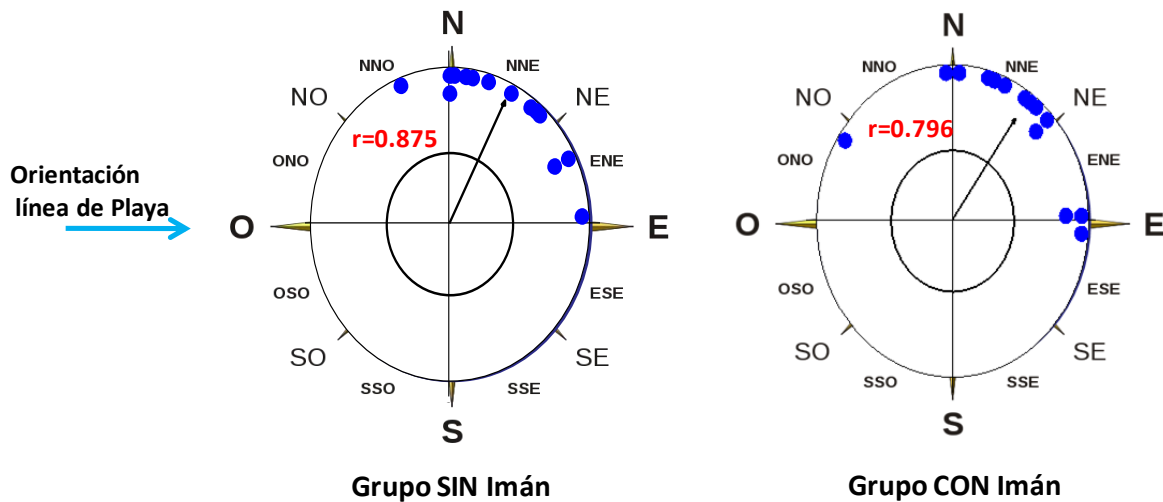 Orientación
línea de Playa
N
NNO
NNE
NO
NE
r=0.875
ONO
ENE
O
E
OSO
ESE
SO
SE
SSO
SSE
S
Grupo SIN Imán
N
NNO
NNE
NO
NE
r=0.796
ONO
ENE
O
E
OSO
ESE
SO
SE
SSO
SSE
S
Grupo CON Imán